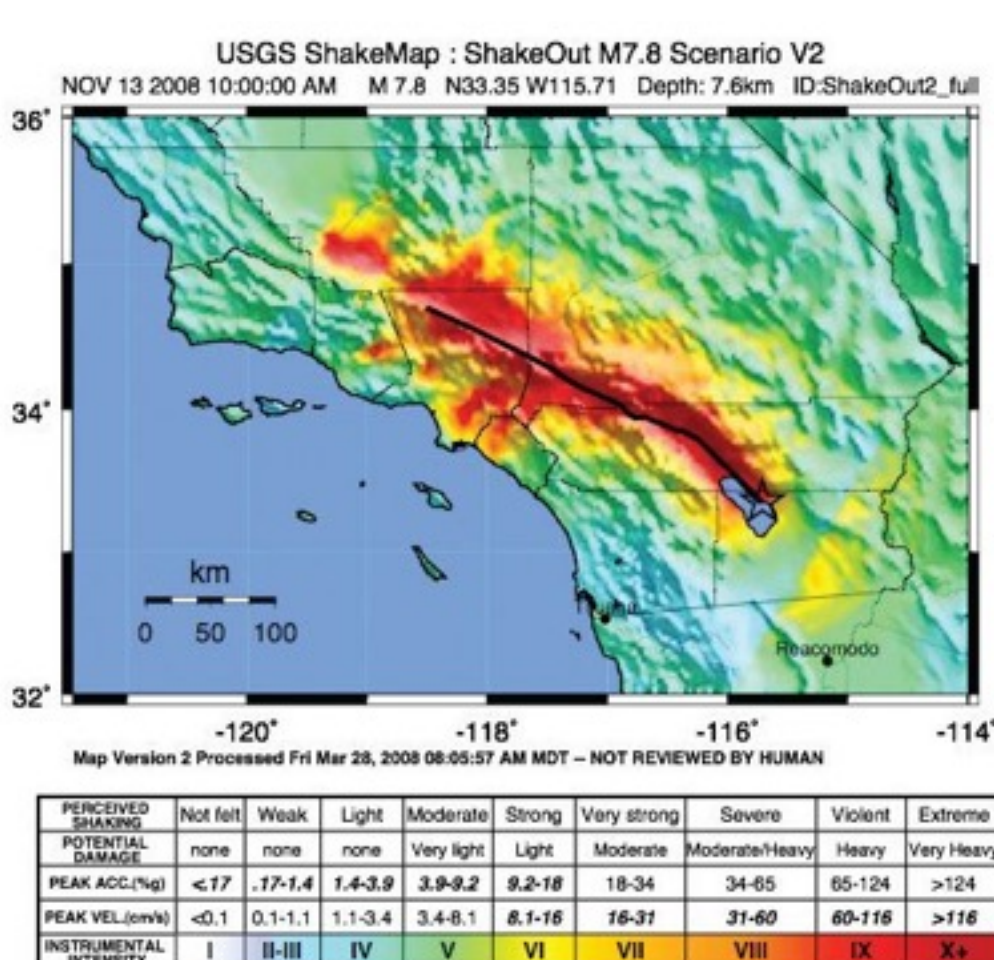 USGS ShakeMap : ShakeOut M7.8 Scenario V2
NOV 13 2008 10:00:00 AM M 7.8 N33.35 W115.71 Depth: 7.6km ID:ShakeOut2_full
36°
34°
km
0 50 100
Reacomodo
32°
-120° -118° -116° -114°
Map Version 2 Processed Fri Mar 28, 2008 08:05:57 AM MDT -- NOT REVIEWED BY HUMAN
PERCEIVED SHAKING Not felt Weak Light Moderate Strong Very strong Severe Violent Extreme
POTENTIAL DAMAGE none none none Very light Light Moderate Moderate/Heavy Heavy Very Heavy
PEAK ACC.(%g) <.17 .17-1.4 1.4-3.9 3.9-9.2 9.2-18 18-34 34-65 65-124 >124
PEAK VEL.(cm/s) <0.1 0.1-1.1 1.1-3.4 3.4-8.1 8.1-16 16-31 31-60 60-116 >116
INSTRUMENTAL INTENSITY I II-III IV V VI VII VIII IX X+